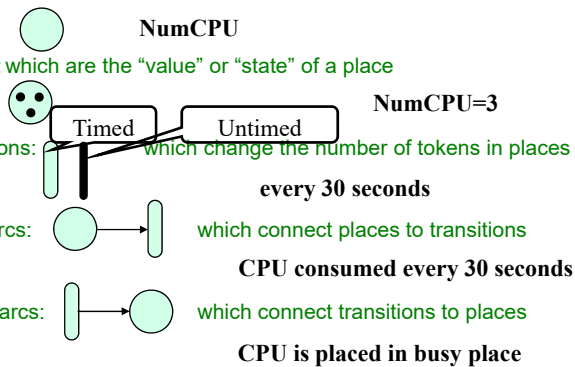 NumCPU
which are the “value” or “state” of a place
NumCPU=3
Timed
Untimed
ons: which change the number of tokens in places
every 30 seconds
rcs: which connect places to transitions
CPU consumed every 30 seconds
arcs: which connect transitions to places
CPU is placed in busy place